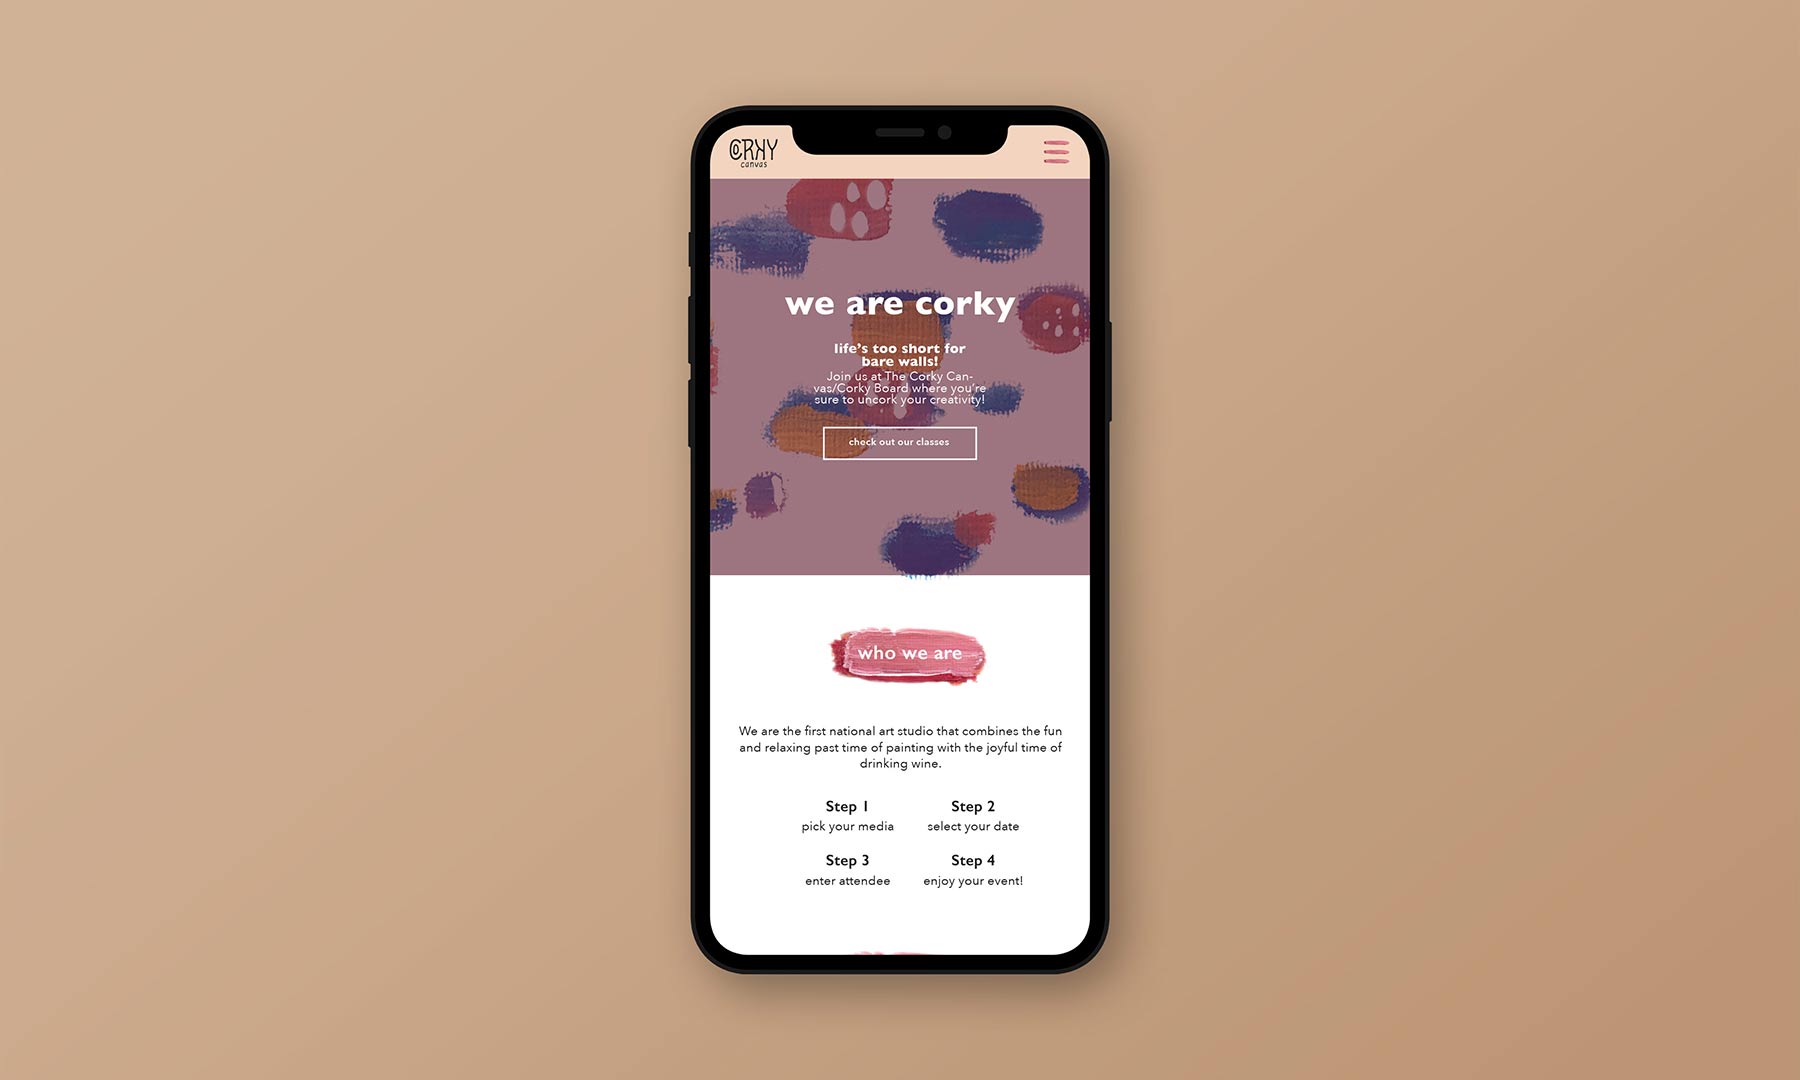 CORKY
canvas
we are corky
life's too short for
bare walls!
Join us at The Corky Can-
vas/Corky Board where you're
sure to uncork your creativity!
check out our classes
who we are
We are the first national art studio that combines the fun
and relaxing past time of painting with the joyful time of
drinking wine.
Step 1 Step 2
pick your media select your date
Step 3 Step 4
enter attendee enjoy your event!